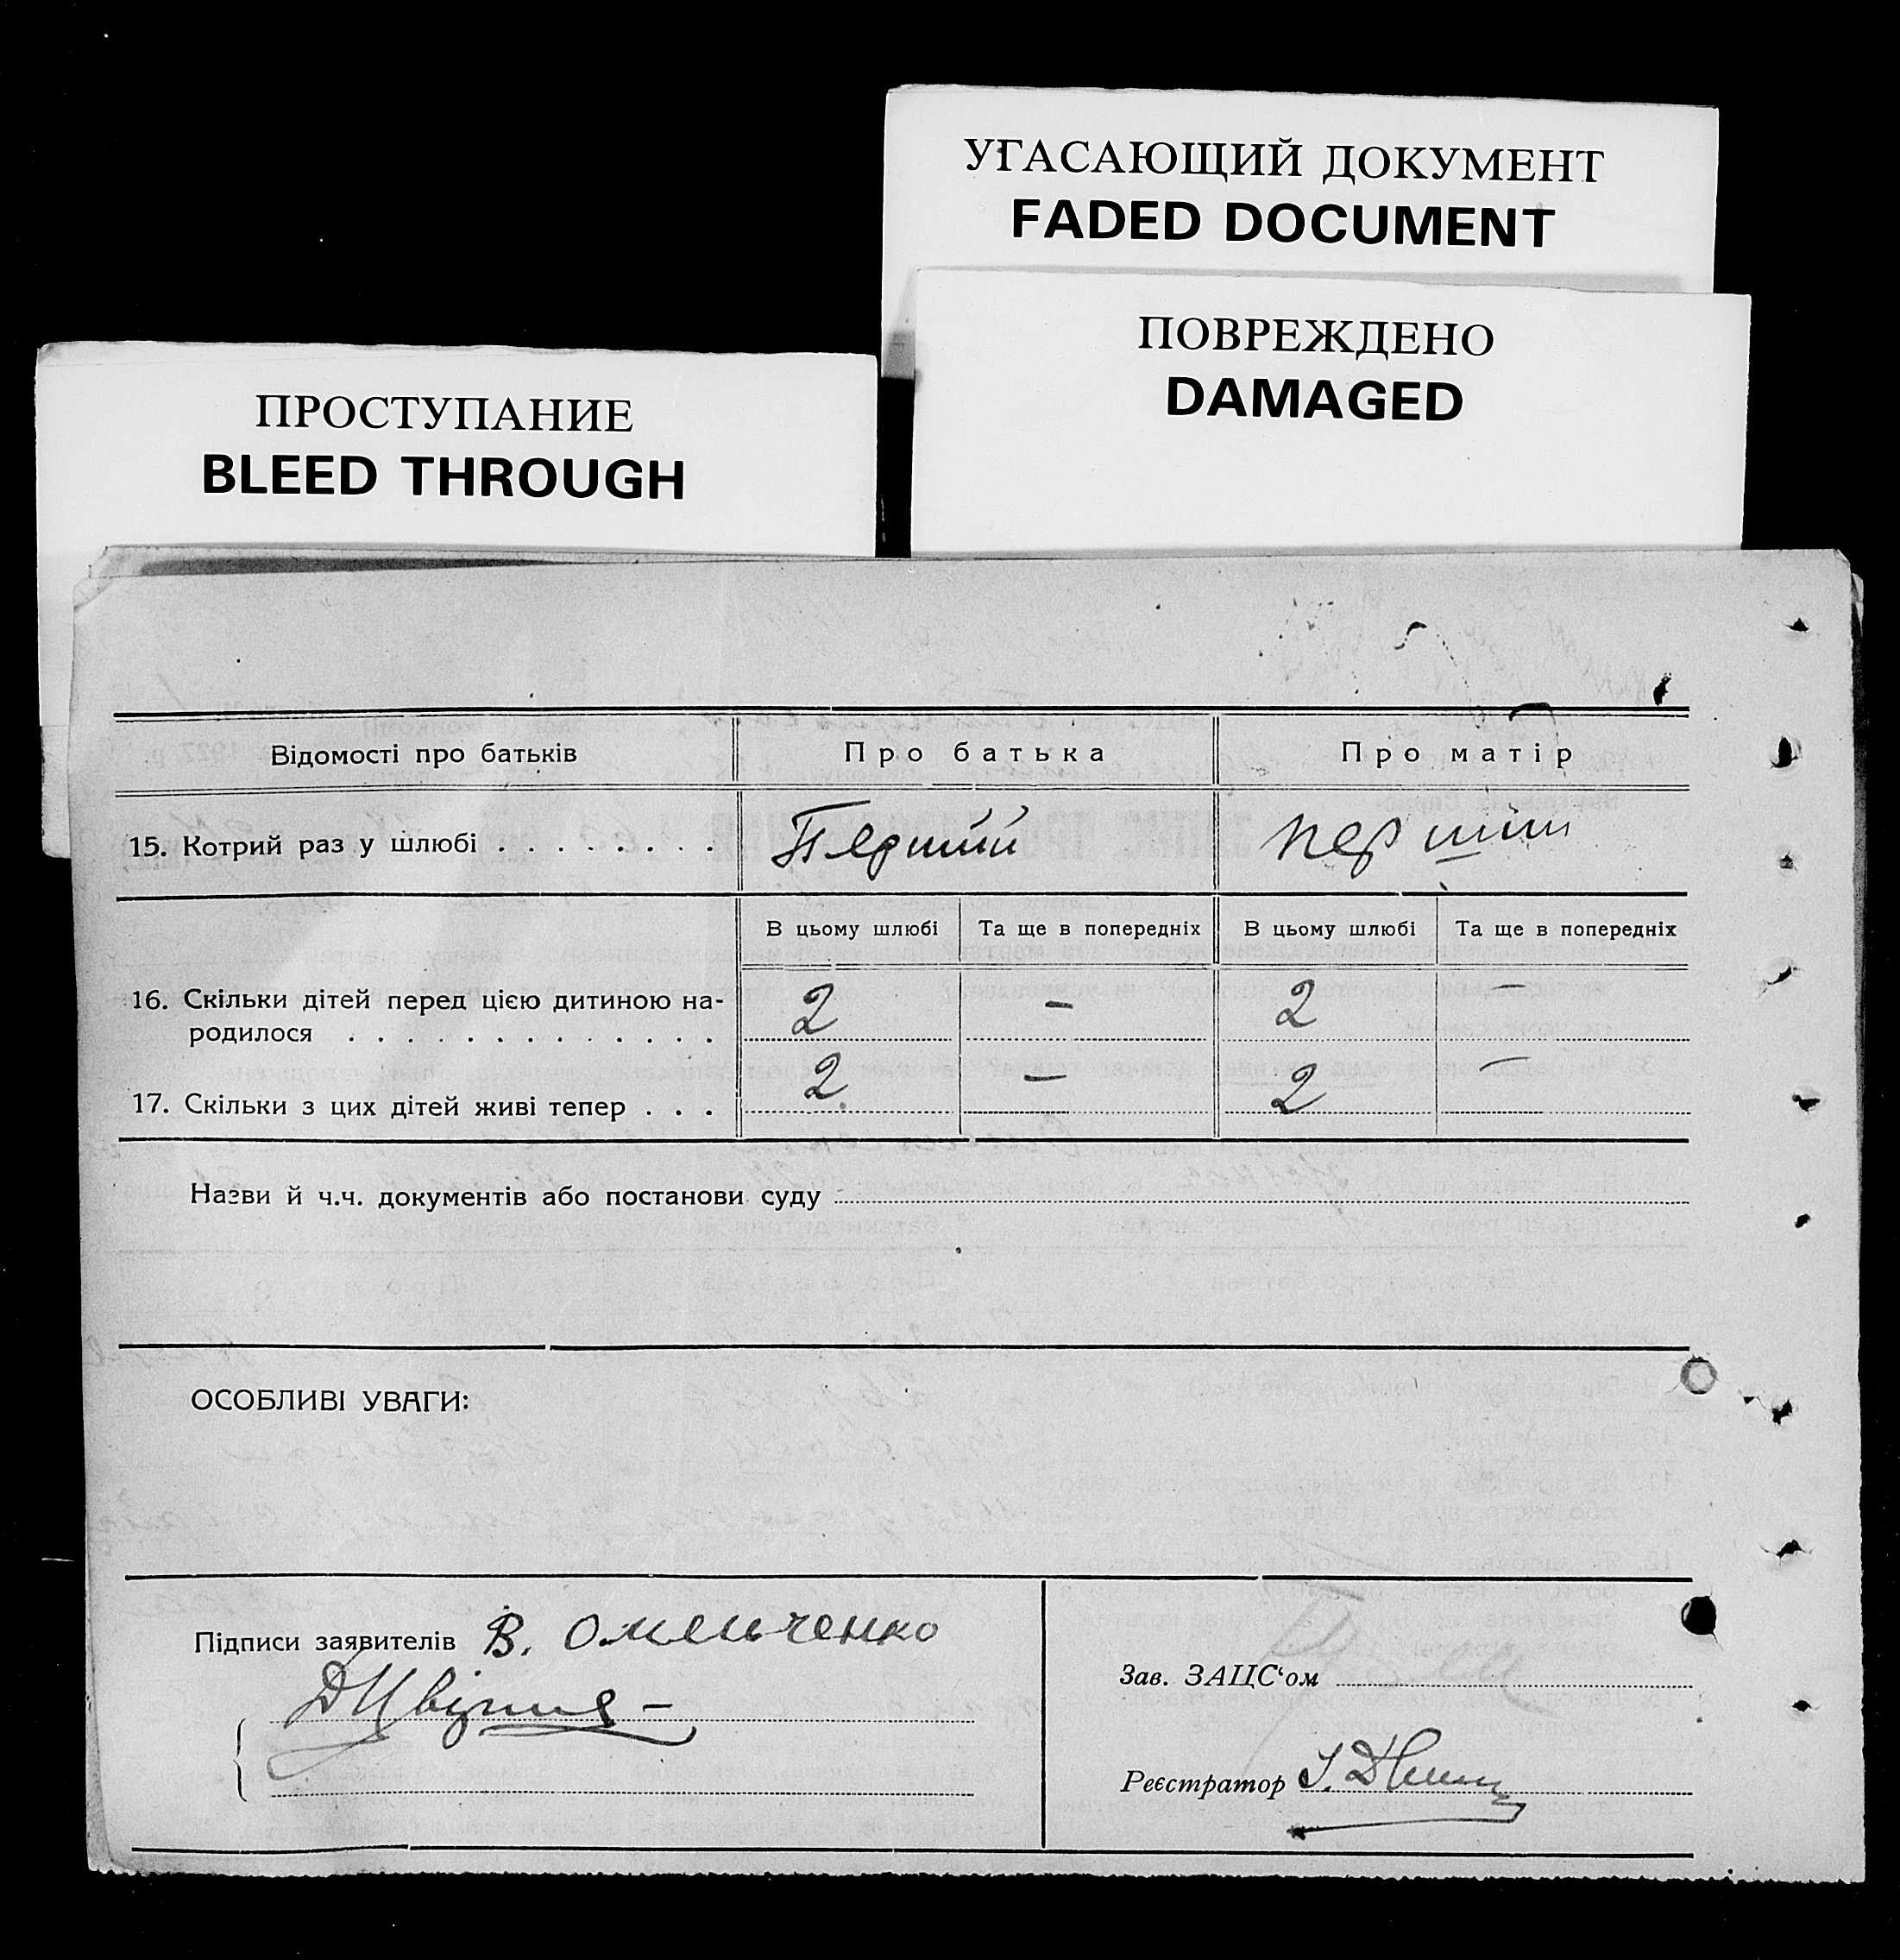 УГАСАЮЩИЙ ДОКУМЕНТ
FADED DOCUMENT
ПОВРЕЖДЕНО
DAMAGED
ПРОСТУПАНИЕ
BLEED THROUGH
Відомості про батьків Про батька Про матір
15. Котрий раз у шлюбі . . . . . . . . Перший перший
В цьому шлюбі Та ще в попередніх В цьому шлюбі Та ще в попередніх
16. Скільки дітей перед цією дитиною на-
родилося . . . . . . . . . . . . . 2 – 2 –
17. Скільки з цих дітей живі тепер . . . 2 – 2 –
Назви й ч.ч. документів або постанови суду
ОСОБЛИВІ УВАГИ:
Підписи заявителів В. Омельченко
Зав. ЗАЦС‘ом
Реєстратор